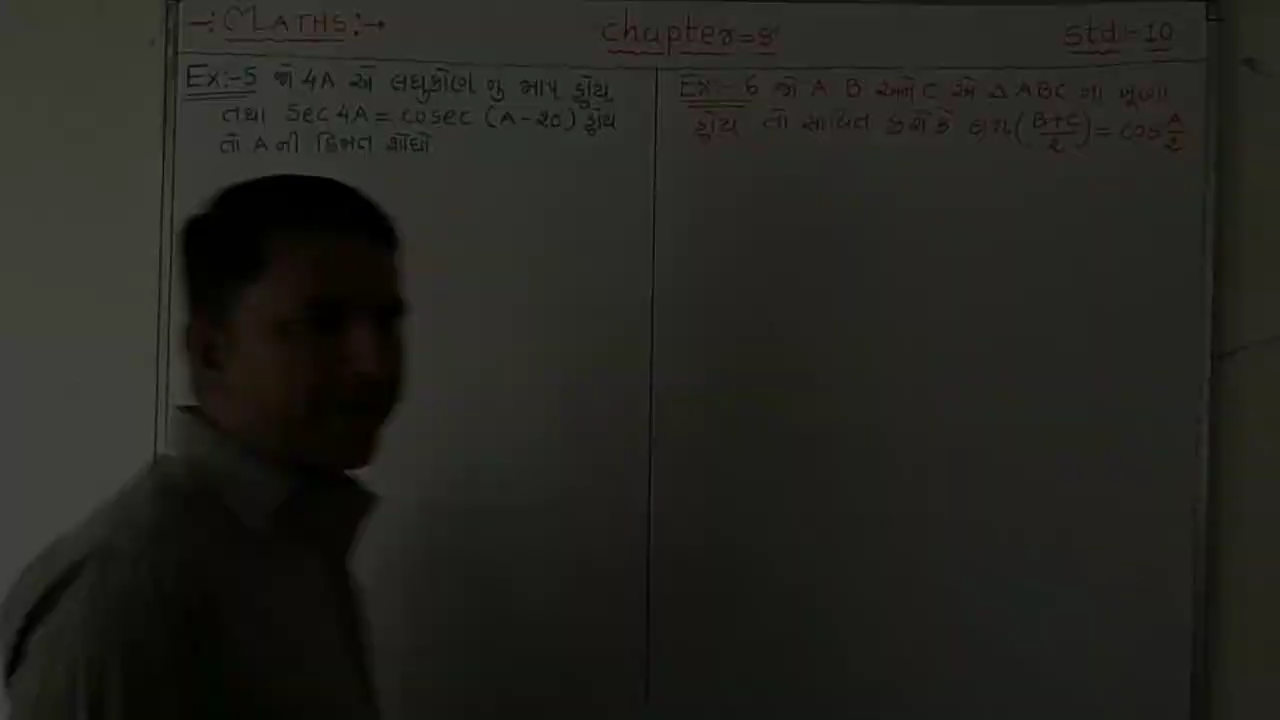 -: MATHS :-
chapter = 8
Std :- 10
Ex:-5 જો 4A એ લઘુકોણ નું માપ હોય
તથા Sec 4A = cosec (A - 20) હોય
તો A ની કિંમત શોધો
Ex:- 6 જો A B અને C એ △ ABC ના ખૂણા
હોય તો સાબિત કરો કે (B+C/2) = cos A/2